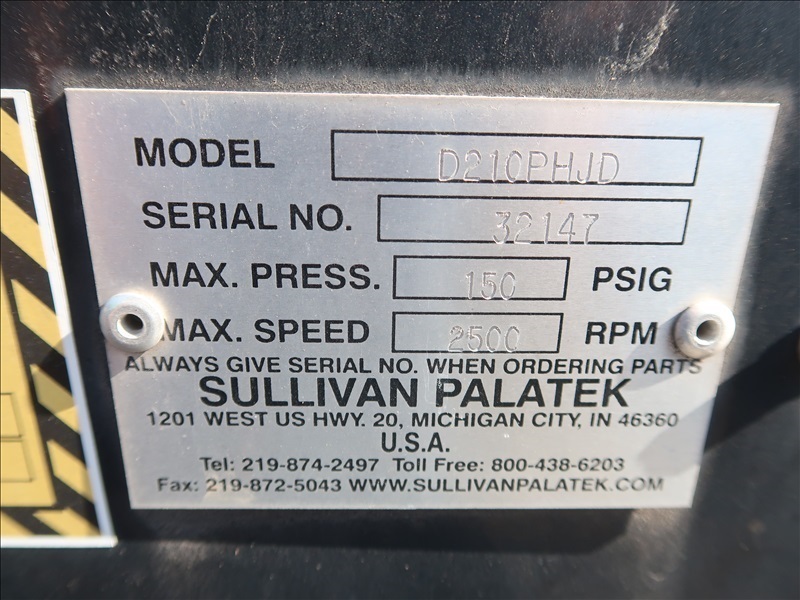 MODEL D210PHJD
SERIAL NO. 32147
MAX. PRESS. 150 PSIG
MAX. SPEED 2500 RPM
ALWAYS GIVE SERIAL NO. WHEN ORDERING PARTS
SULLIVAN PALATEK
1201 WEST US HWY. 20, MICHIGAN CITY, IN 46360
U.S.A.
Tel: 219-874-2497 Toll Free: 800-438-6203
Fax: 219-872-5043 WWW.SULLIVANPALATEK.COM